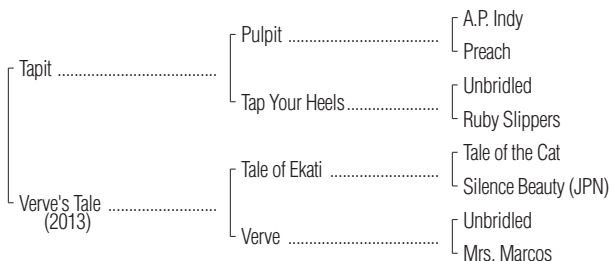 A.P. Indy
Pulpit
Preach
Tapit
Unbridled
Tap Your Heels
Ruby Slippers
Tale of the Cat
Tale of Ekati
Silence Beauty (JPN)
Verve's Tale
(2013)
Unbridled
Verve
Mrs. Marcos